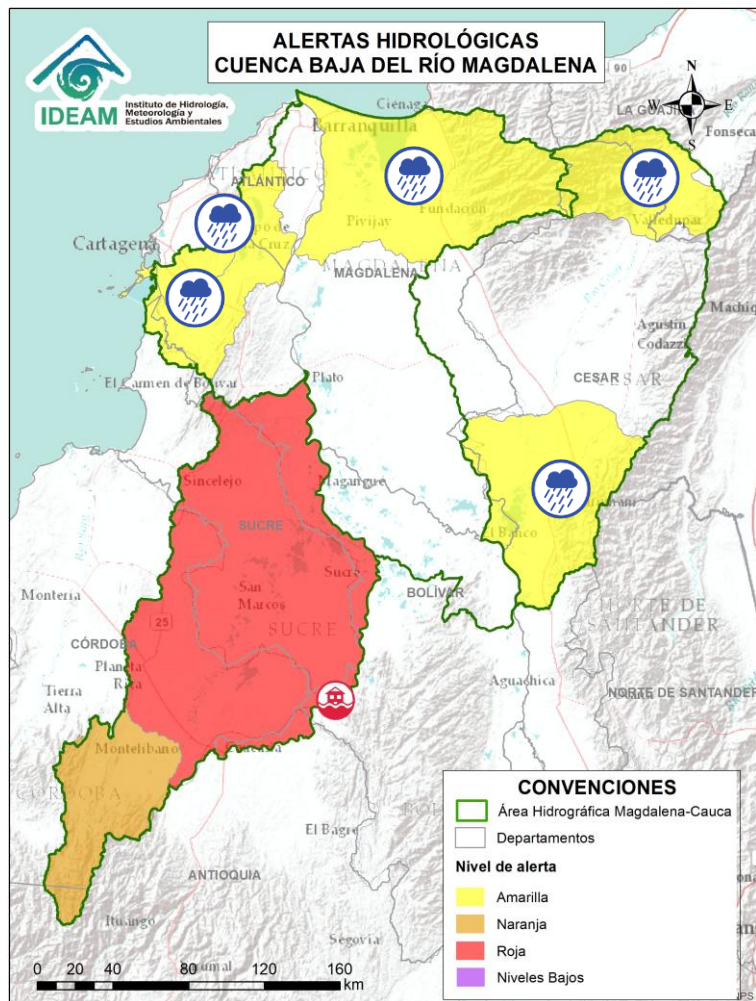 ALERTAS HIDROLÓGICAS
CUENCA BAJA DEL RÍO MAGDALENA
IDEAM
Instituto de Hidrología,
Meteorología y
Estudios Ambientales
N
W
E
S
90
Ciénaga
LA GUAJI
Fonseca
Barranquilla
ATLÁNTICO
Pivijay
Fundación
Valledupar
Cartagena
MAGDALENA
MAGDALENA
Agustín
Codazzi
CESAR
CESAR
El Carmen de Bolívar
Plato
Sincelejo
Magangué
SUCRE
El Banco
San
Marcos
Sucre
BOLÍVAR
SUCRE
Montería
25
NORTE DE
SANTANDER
CÓRDOBA
Planeta
Rica
Aguachica
NORTE DE SANTANDER
Tierra
Alta
Montelíbano
CÓRDOBA
El Bagre
ANTIOQUIA
Ituango
Segovia
CONVENCIONES
Área Hidrográfica Magdalena-Cauca
Departamentos
Nivel de alerta
Amarilla
Naranja
Roja
Niveles Bajos
0 20 40 80 120 160
km